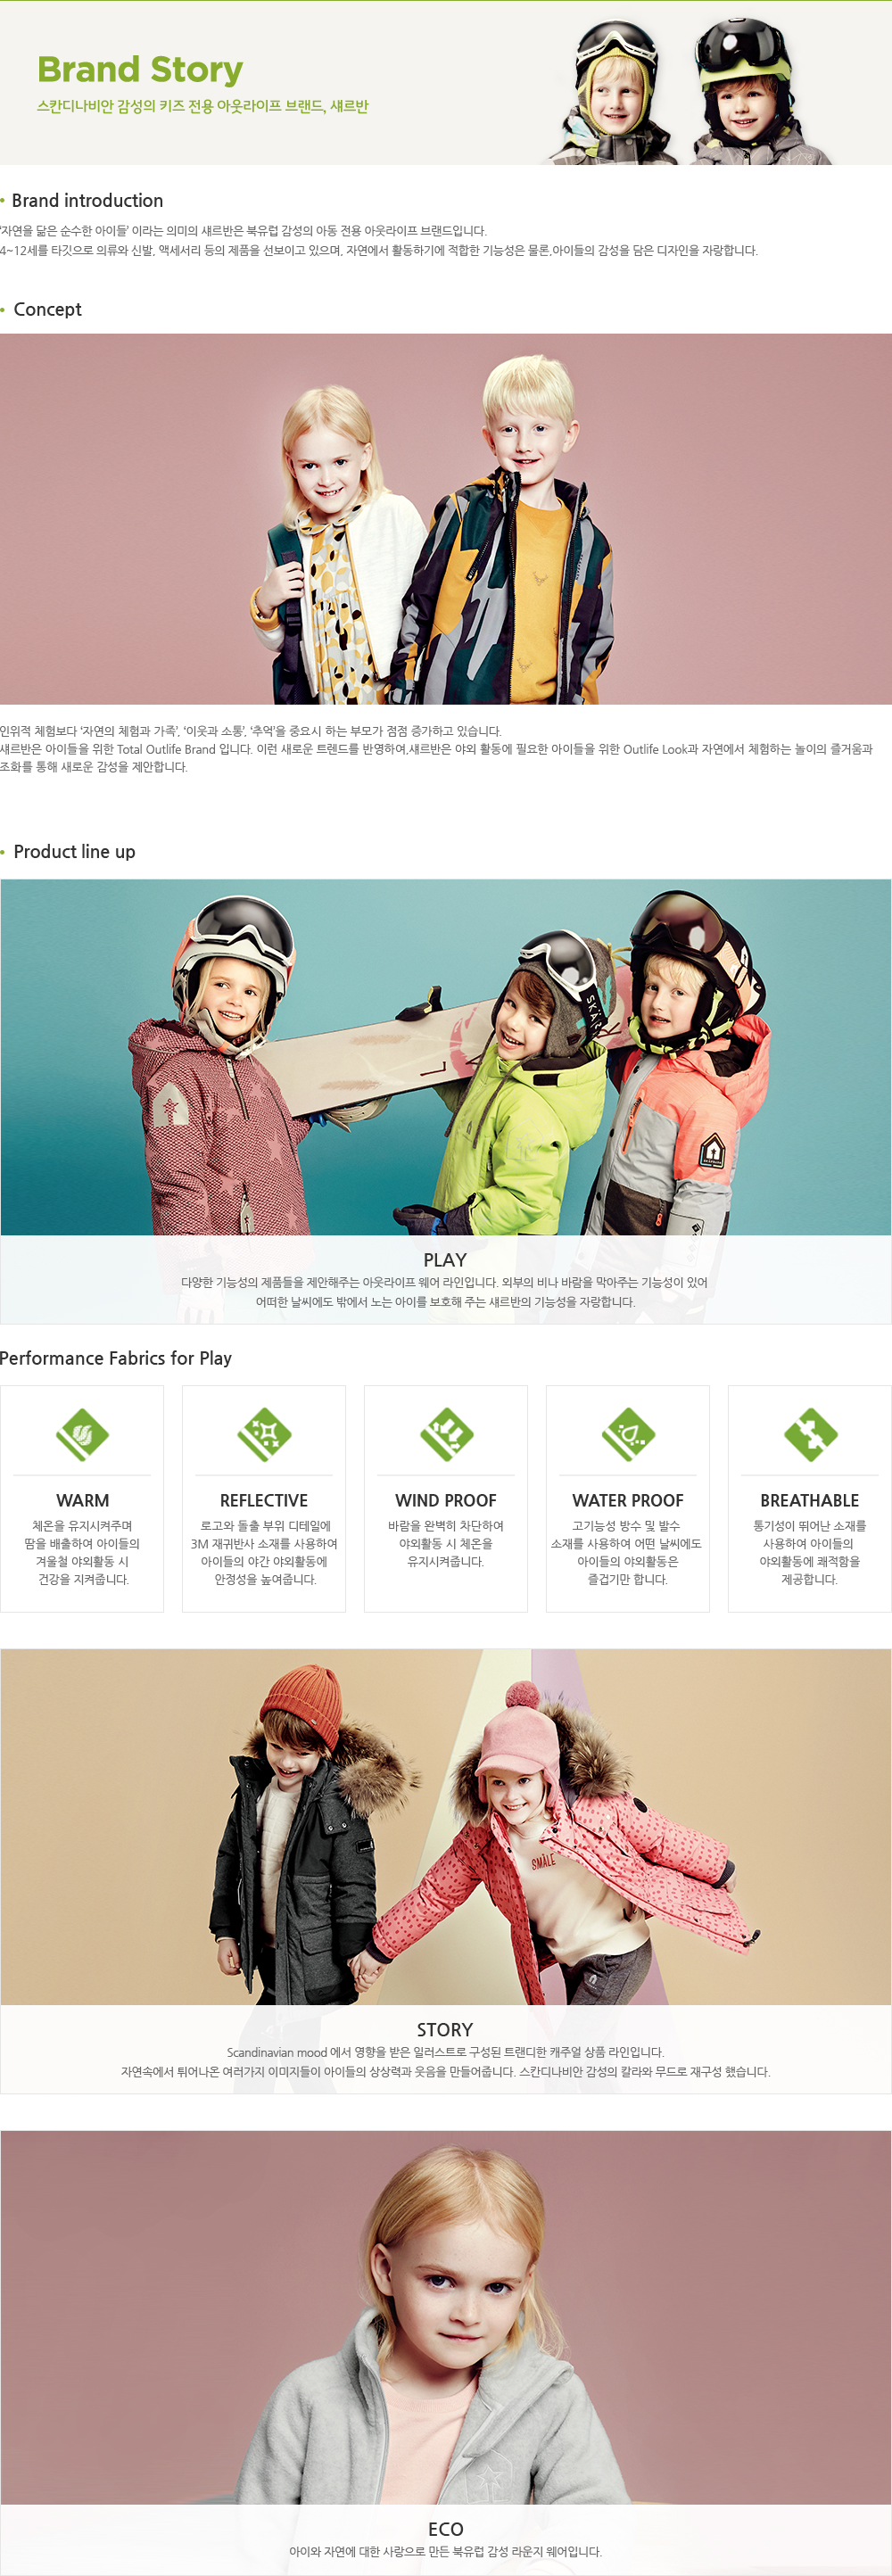 Brand Story
스칸디나비안 감성의 키즈 전용 아웃라이프 브랜드, 섀르반
Brand introduction
‘자연을 닮은 순수한 아이들’ 이라는 의미의 섀르반은 북유럽 감성의 아동 전용 아웃라이프 브랜드입니다.
4~12세를 타깃으로 의류와 신발, 액세서리 등의 제품을 선보이고 있으며, 자연에서 활동하기에 적합한 기능성은 물론,아이들의 감성을 담은 디자인을 자랑합니다.
Concept
인위적 체험보다 ‘자연의 체험과 가족’, ‘이웃과 소통’, ‘추억’을 중요시 하는 부모가 점점 증가하고 있습니다.
섀르반은 아이들을 위한 Total Outlife Brand 입니다. 이런 새로운 트렌드를 반영하여,섀르반은 야외 활동에 필요한 아이들을 위한 Outlife Look과 자연에서 체험하는 놀이의 즐거움과
조화를 통해 새로운 감성을 제안합니다.
Product line up
PLAY
다양한 기능성의 제품들을 제안해주는 아웃라이프 웨어 라인입니다. 외부의 비나 바람을 막아주는 기능성이 있어
어떠한 날씨에도 밖에서 노는 아이를 보호해 주는 섀르반의 기능성을 자랑합니다.
Performance Fabrics for Play
WARM
체온을 유지시켜주며
땀을 배출하여 아이들의
겨울철 야외활동 시
건강을 지켜줍니다.
REFLECTIVE
로고와 돌출 부위 디테일에
3M 재귀반사 소재를 사용하여
아이들의 야간 야외활동에
안정성을 높여줍니다.
WIND PROOF
바람을 완벽히 차단하여
야외활동 시 체온을
유지시켜줍니다.
WATER PROOF
고기능성 방수 및 발수
소재를 사용하여 어떤 날씨에도
아이들의 야외활동은
즐겁기만 합니다.
BREATHABLE
통기성이 뛰어난 소재를
사용하여 아이들의
야외활동에 쾌적함을
제공합니다.
SMÅLE
STORY
Scandinavian mood 에서 영향을 받은 일러스트로 구성된 트랜디한 캐주얼 상품 라인입니다.
자연속에서 튀어나온 여러가지 이미지들이 아이들의 상상력과 웃음을 만들어줍니다. 스칸디나비안 감성의 칼라와 무드로 재구성 했습니다.
ECO
아이와 자연에 대한 사랑으로 만든 북유럽 감성 라운지 웨어입니다.